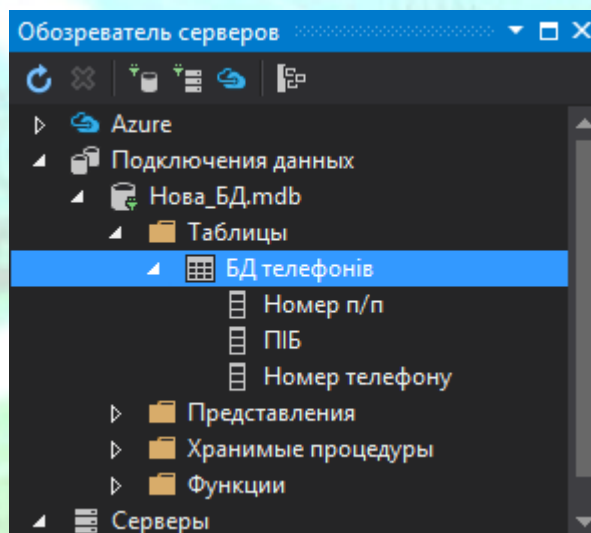 Обозреватель серверов
Azure
Подключения данных
Нова_БД.mdb
Таблицы
БД телефонів
Номер п/п
ПІБ
Номер телефону
Представления
Хранимые процедуры
Функции
Серверы